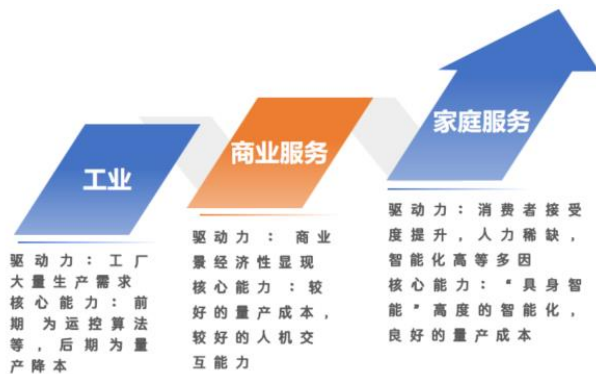 工业
驱动力：工厂
大量生产需求
核心能力：前
期 为运控算法
等，后期为量
产降本
商业服务
驱动力 ： 商业
景经济性显现
核心能力 ：较
好的量产成本，
较好的人机交
互能力
家庭服务
驱动力：消费者接受
度提升，人力稀缺，
智能化高等多因
核心能力：“具身智
能”高度的智能化，
良好的量产成本